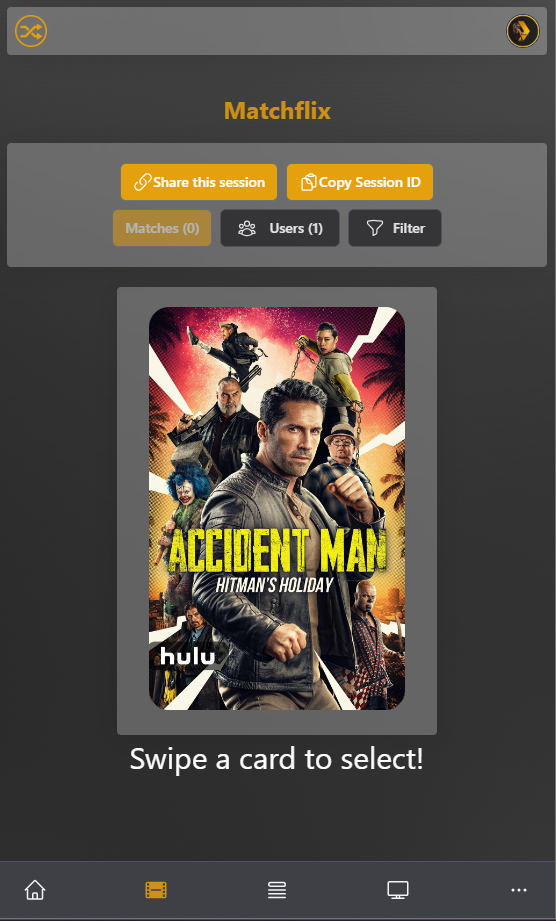 Matchflix
Share this session
Copy Session ID
Matches (0)
Users (1)
Filter
ACCIDENT MAN
HITMAN'S HOLIDAY
hulu
Swipe a card to select!